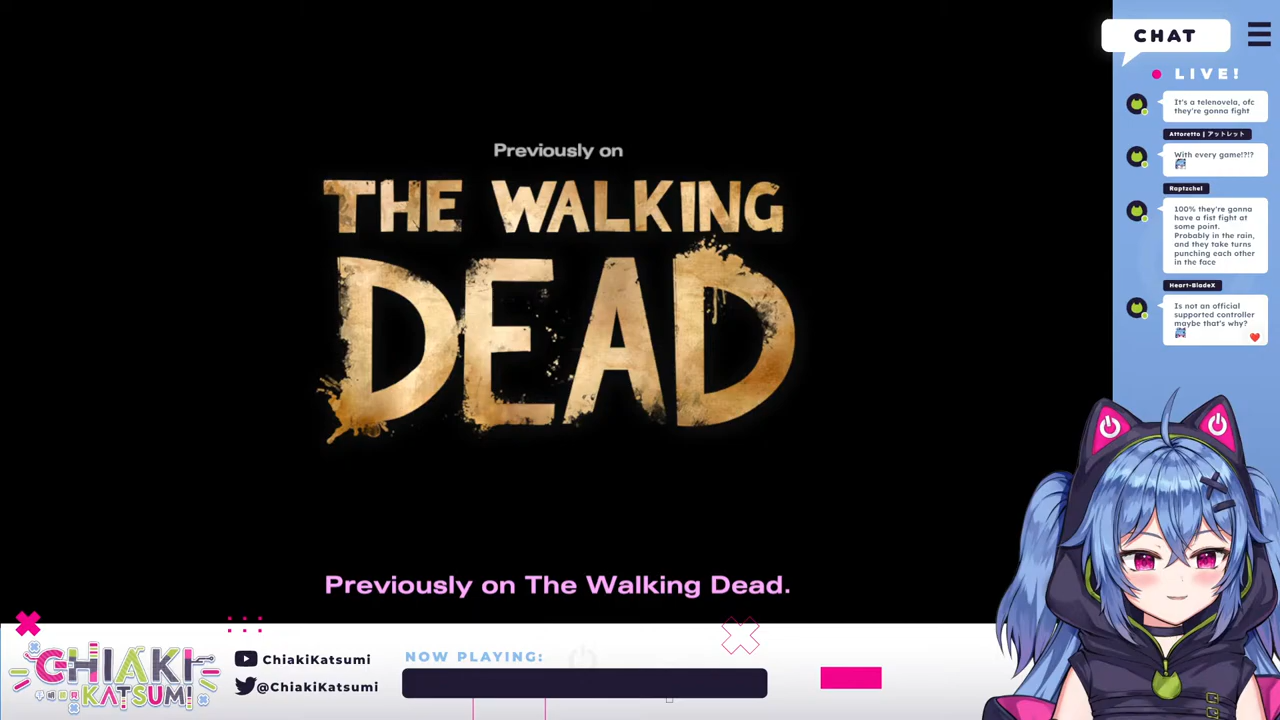 Previously on
THE WALKING
DEAD
Previously on The Walking Dead.
CHAT
LIVE!
It's a telenovela, ofc
they're gonna fight
Attoretto | アットレット
With every game!?!?
Raptzchel
100% they're gonna
have a fist fight at
some point.
Probably in the rain,
and they take turns
punching each other
in the face
Heart-BladeX
Is not an official
supported controller
maybe that's why?
CHIAKI
KATSUMI
ChiakiKatsumi
@ChiakiKatsumi
NOW PLAYING: